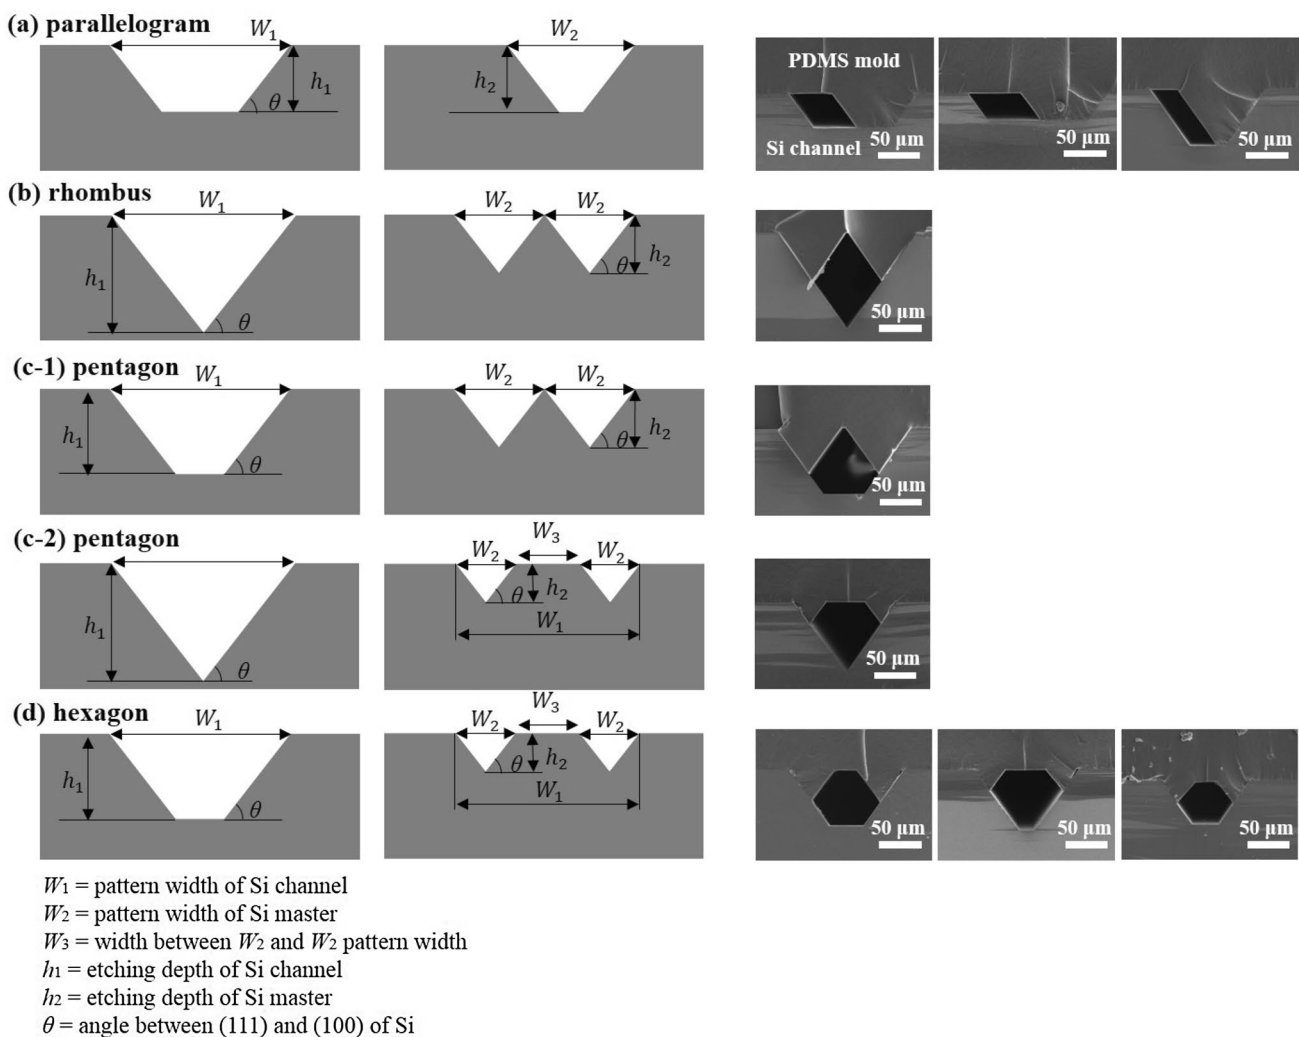 (a) parallelogram
W1 W2
h1 h2 θ
PDMS mold
Si channel
50 μm 50 μm 50 μm
(b) rhombus
W1 W2 W2
h1 θ θ h2
50 μm
(c-1) pentagon
W1 W2 W2
h1 θ θ h2
50 μm
(c-2) pentagon
W3
W2 W2
h1 θ θ h2
W1
50 μm
(d) hexagon
W3
W1 W2 W2
h1 θ θ h2
W1
50 μm 50 μm 50 μm
W1 = pattern width of Si channel
W2 = pattern width of Si master
W3 = width between W2 and W2 pattern width
h1 = etching depth of Si channel
h2 = etching depth of Si master
θ = angle between (111) and (100) of Si